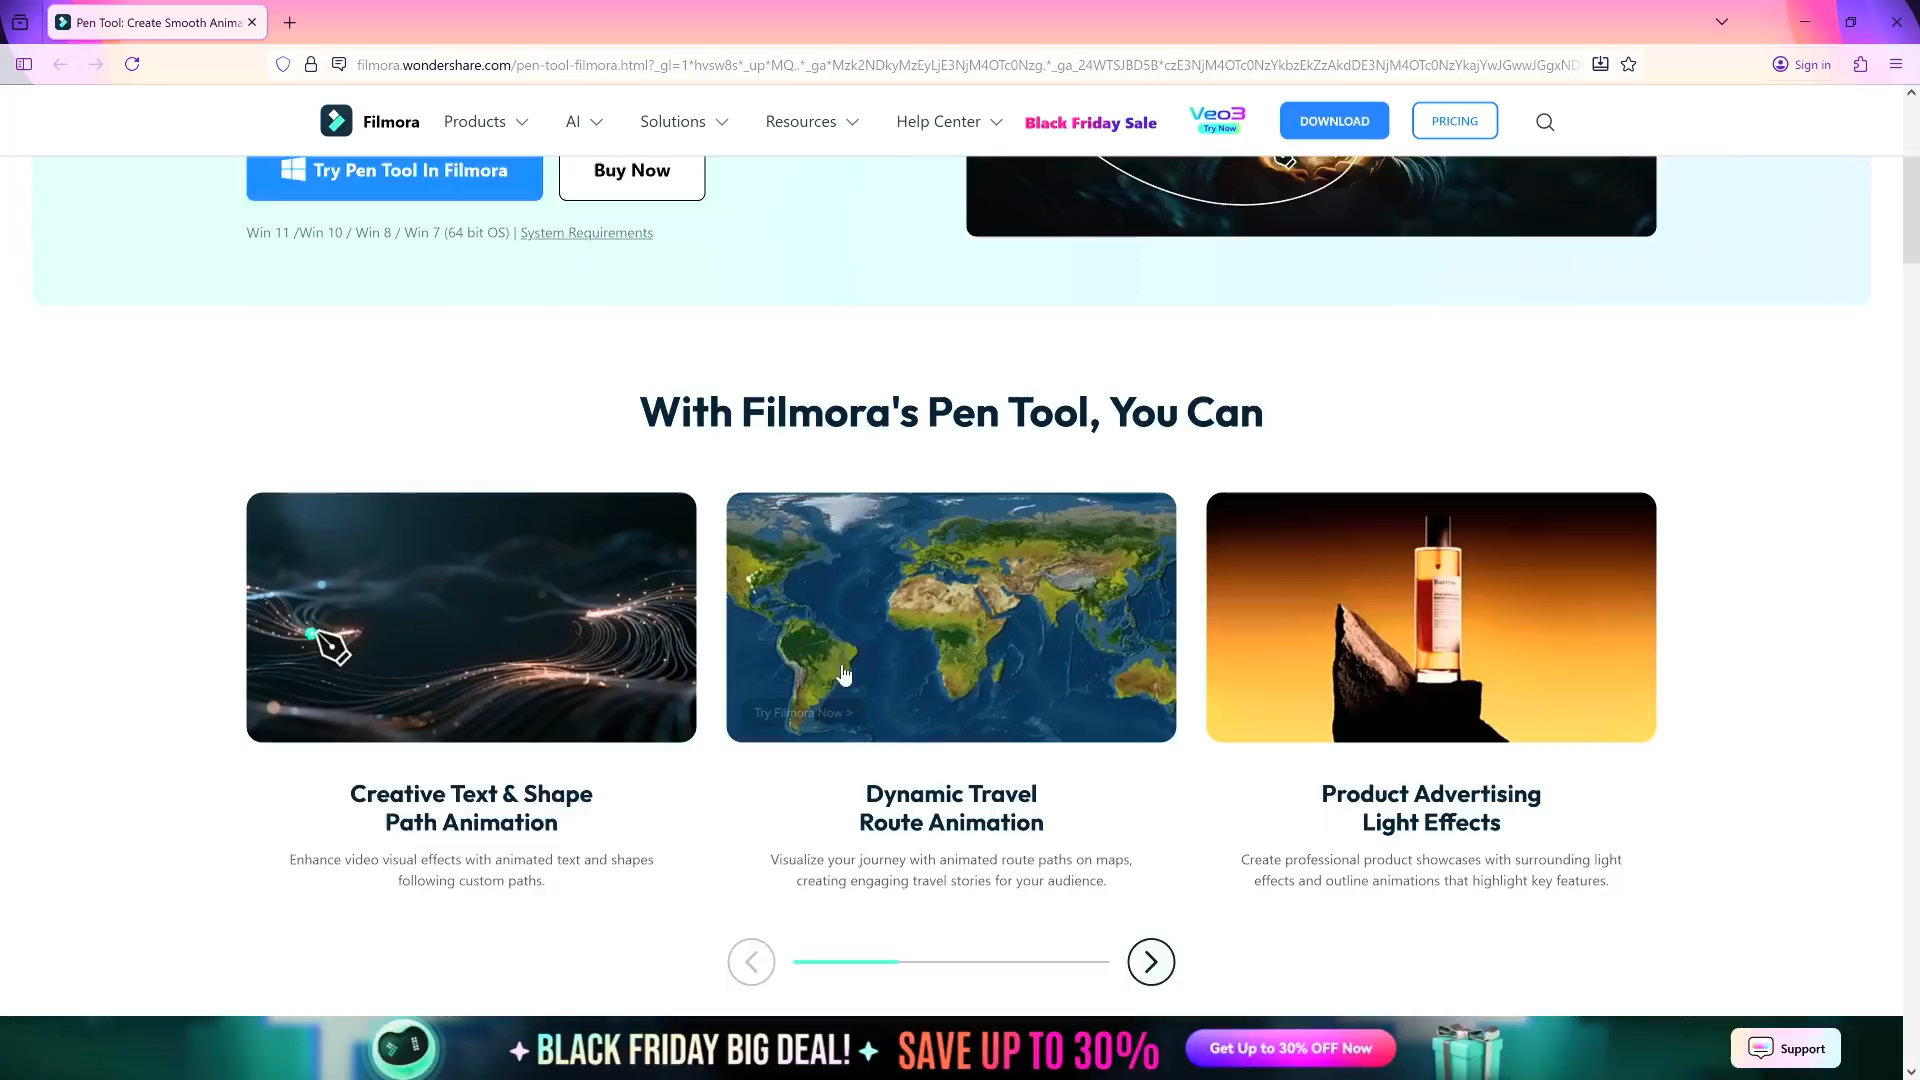 Pen Tool: Create Smooth Anima
filmora.wondershare.com/pen-tool-filmora.html?_gl=1*hvsw8s*_up*MQ..*_ga*Mzk2NDkyMzEyLjE3NjM4OTc0Nzg.*_ga_24WTSJBD5B*czE3NjM4OTc0NzYkbzEkZzAkdDE3NjM4OTc0NzYkajYwJGwwJGgxND
Sign in
Filmora
Products
AI
Solutions
Resources
Help Center
Black Friday Sale
Veo3
Try Now
DOWNLOAD
PRICING
Try Pen Tool In Filmora
Buy Now
Win 11 /Win 10 / Win 8 / Win 7 (64 bit OS) | System Requirements
With Filmora's Pen Tool, You Can
Try Filmora Now >
Creative Text & Shape
Path Animation
Enhance video visual effects with animated text and shapes
following custom paths.
Dynamic Travel
Route Animation
Visualize your journey with animated route paths on maps,
creating engaging travel stories for your audience.
Product Advertising
Light Effects
Create professional product showcases with surrounding light
effects and outline animations that highlight key features.
BLACK FRIDAY BIG DEAL!
SAVE UP TO 30%
Get Up to 30% OFF Now
Support